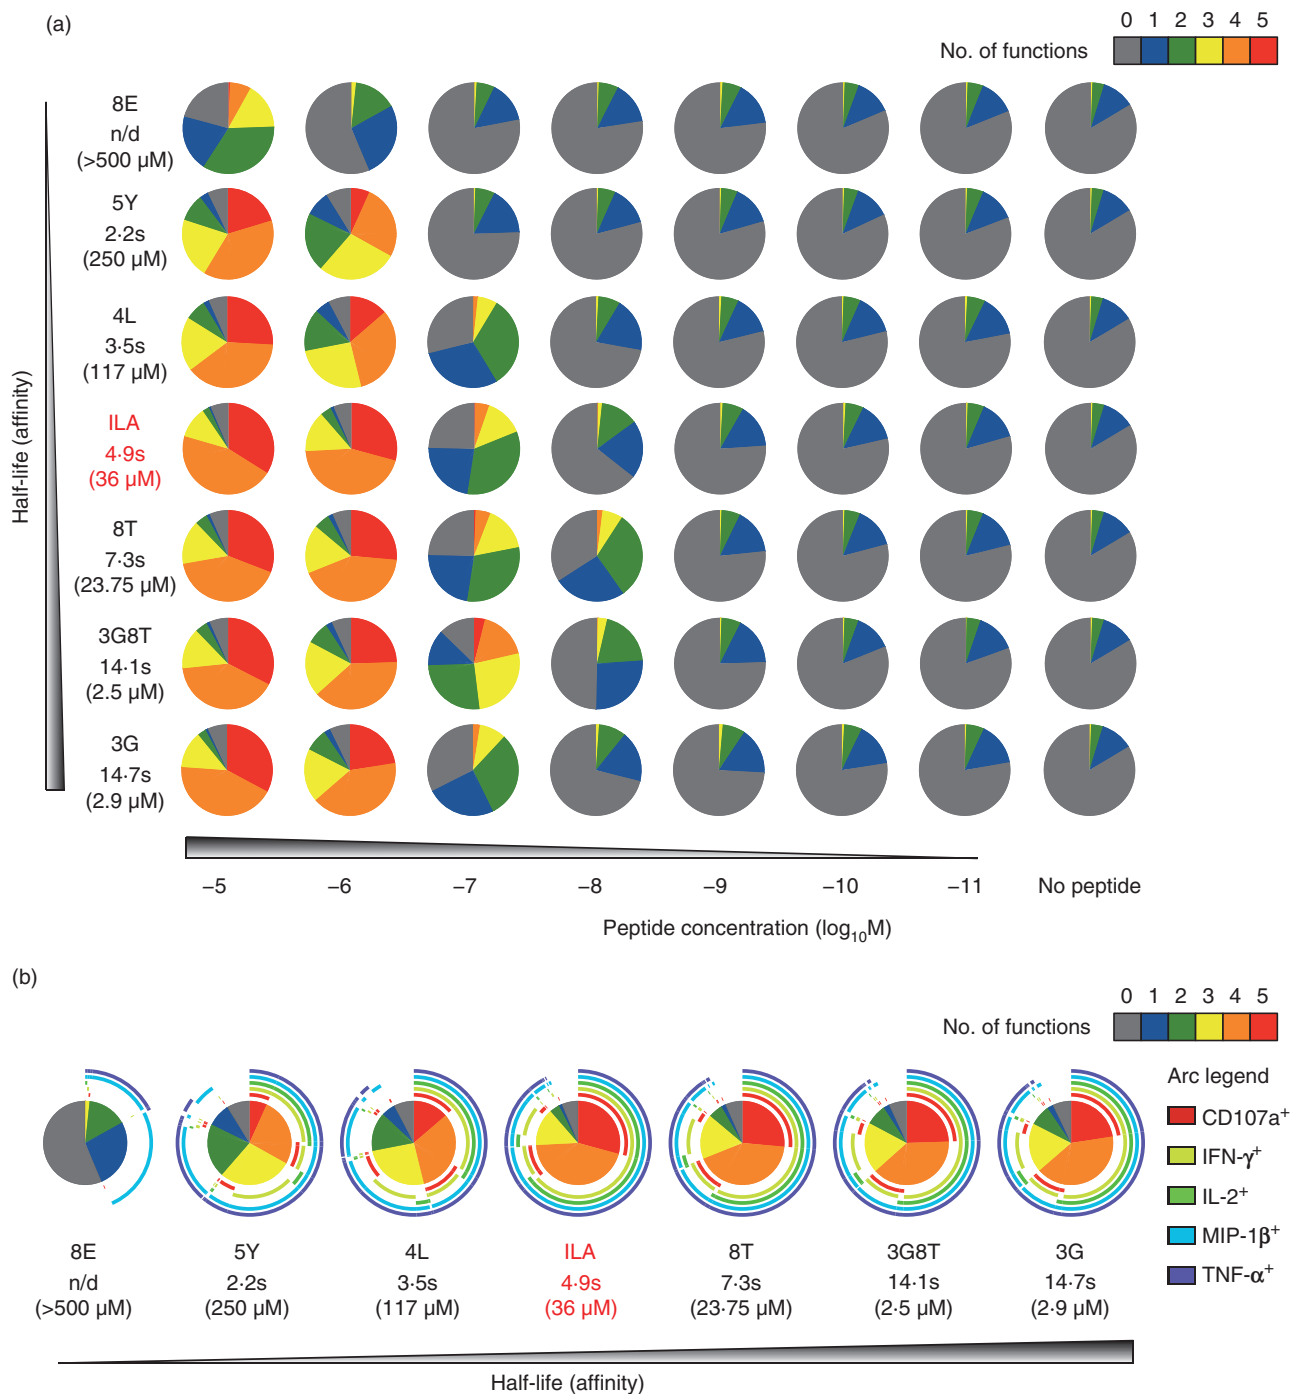 (a)
0 1 2 3 4 5
No. of functions
8E
n/d
(>500 µM)
5Y
2·2s
(250 µM)
4L
3·5s
(117 µM)
ILA
4·9s
(36 µM)
8T
7·3s
(23.75 µM)
3G8T
14·1s
(2.5 µM)
3G
14·7s
(2.9 µM)
Half-life (affinity)
−5 −6 −7 −8 −9 −10 −11 No peptide
Peptide concentration (log₁₀M)
(b)
0 1 2 3 4 5
No. of functions
Arc legend
CD107a⁺
IFN-γ⁺
IL-2⁺
MIP-1β⁺
TNF-α⁺
8E 5Y 4L ILA 8T 3G8T 3G
n/d 2·2s 3·5s 4·9s 7·3s 14·1s 14·7s
(>500 µM) (250 µM) (117 µM) (36 µM) (23·75 µM) (2·5 µM) (2·9 µM)
Half-life (affinity)